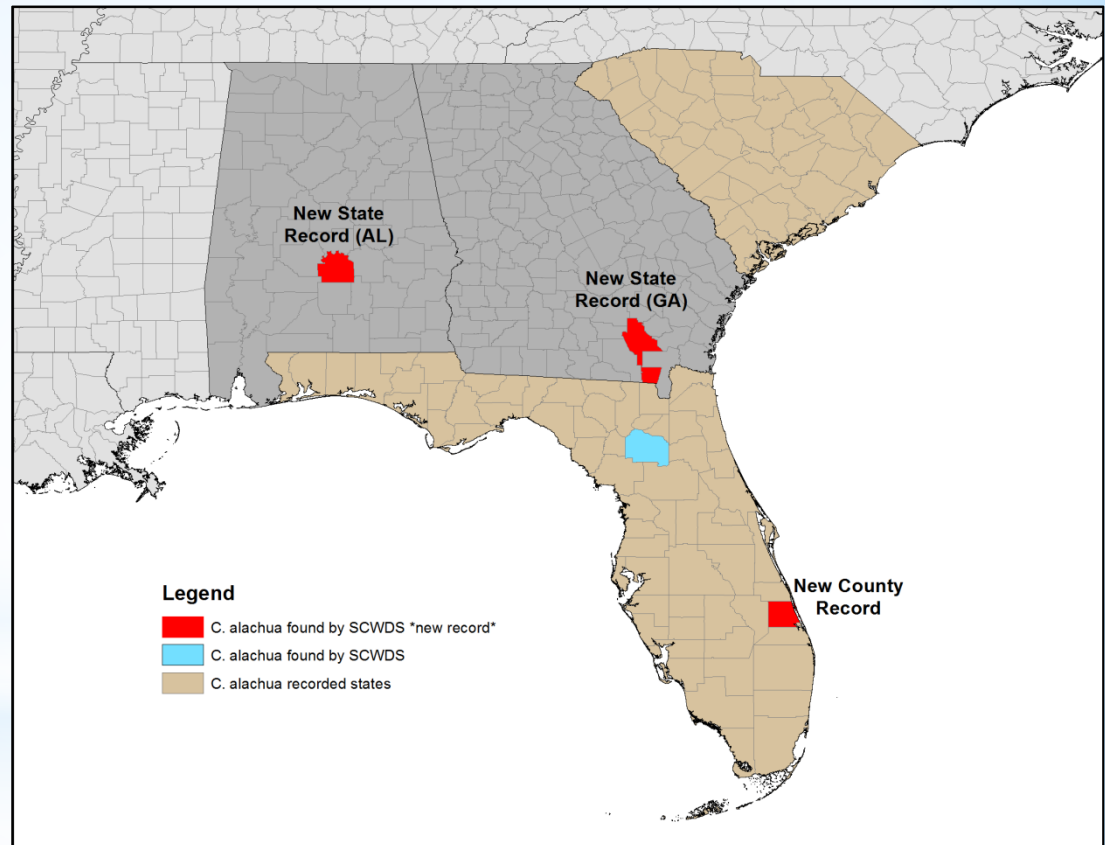 New State
Record (AL)
New State
Record (GA)
New County
Record
Legend
C. alachua found by SCWDS *new record*
C. alachua found by SCWDS
C. alachua recorded states